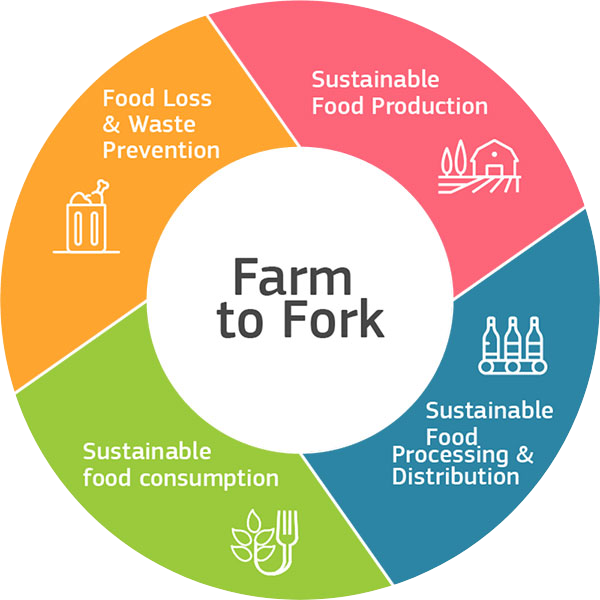 Food Loss
& Waste
Prevention
Sustainable
Food Production
Farm
to Fork
Sustainable
Food
Processing &
Distribution
Sustainable
food consumption